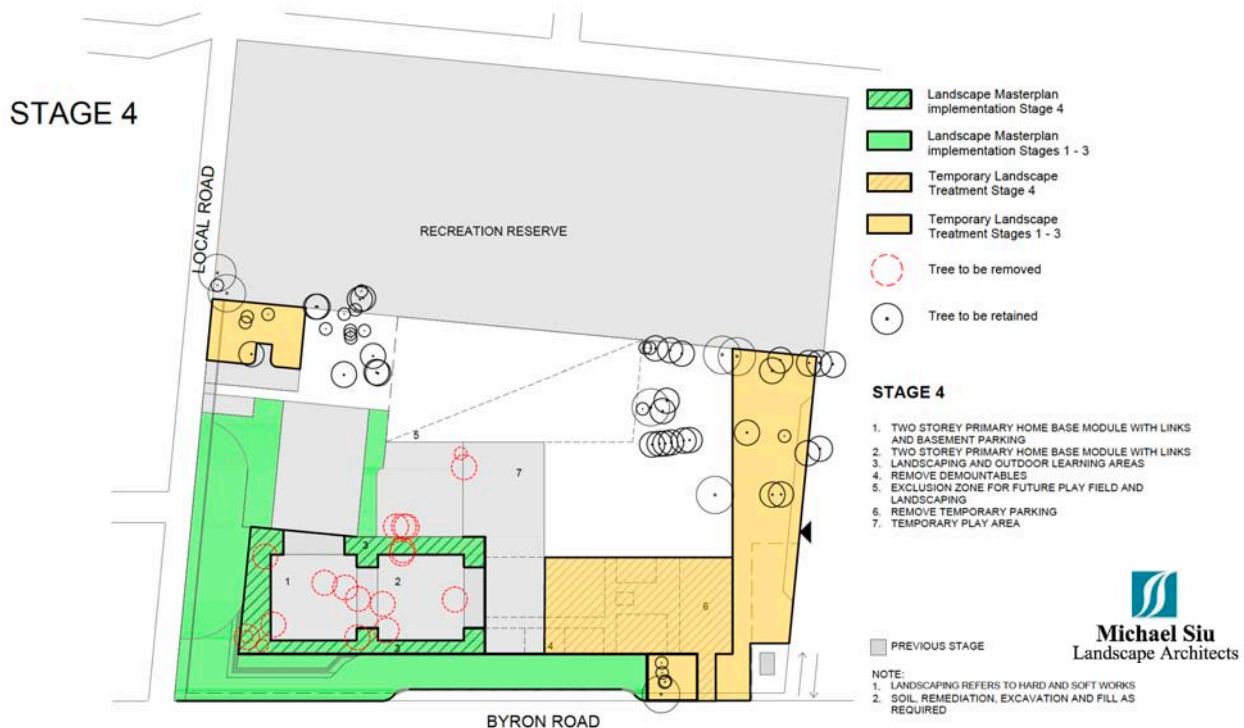 STAGE 4
LOCAL ROAD
RECREATION RESERVE
5
7
3
1
2
6
3
4
BYRON ROAD
Landscape Masterplan
implementation Stage 4
Landscape Masterplan
implementation Stages 1 - 3
Temporary Landscape
Treatment Stage 4
Temporary Landscape
Treatment Stages 1 - 3
Tree to be removed
Tree to be retained
STAGE 4
1. TWO STOREY PRIMARY HOME BASE MODULE WITH LINKS
AND BASEMENT PARKING
2. TWO STOREY PRIMARY HOME BASE MODULE WITH LINKS
3. LANDSCAPING AND OUTDOOR LEARNING AREAS
4. REMOVE DEMOUNTABLES
5. EXCLUSION ZONE FOR FUTURE PLAY FIELD AND
LANDSCAPING
6. REMOVE TEMPORARY PARKING
7. TEMPORARY PLAY AREA
Michael Siu
Landscape Architects
PREVIOUS STAGE
NOTE:
1. LANDSCAPING REFERS TO HARD AND SOFT WORKS
2. SOIL, REMEDIATION, EXCAVATION AND FILL AS
REQUIRED